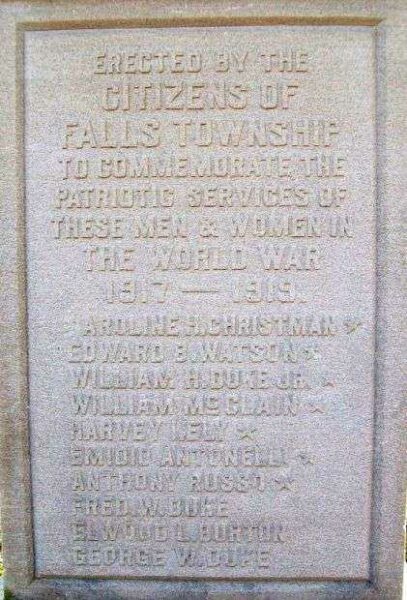 ERECTED BY THE
CITIZENS OF
FALLS TOWNSHIP
TO COMMEMORATE THE
PATRIOTIC SERVICES OF
THESE MEN & WOMEN IN
THE WORLD WAR
1917 — 1919.
CAROLINE H. CHRISTMAN ★
EDWARD B. WATSON ★
WILLIAM H. DUKE JR. ★
WILLIAM McCLAIN ★
HARVEY ★
EMIDIO ANTONELLI ★
ANTHONY RUSSO ★
FRED. W. DUKE
ELWOOD L. BURTON
GEORGE W. DUKE